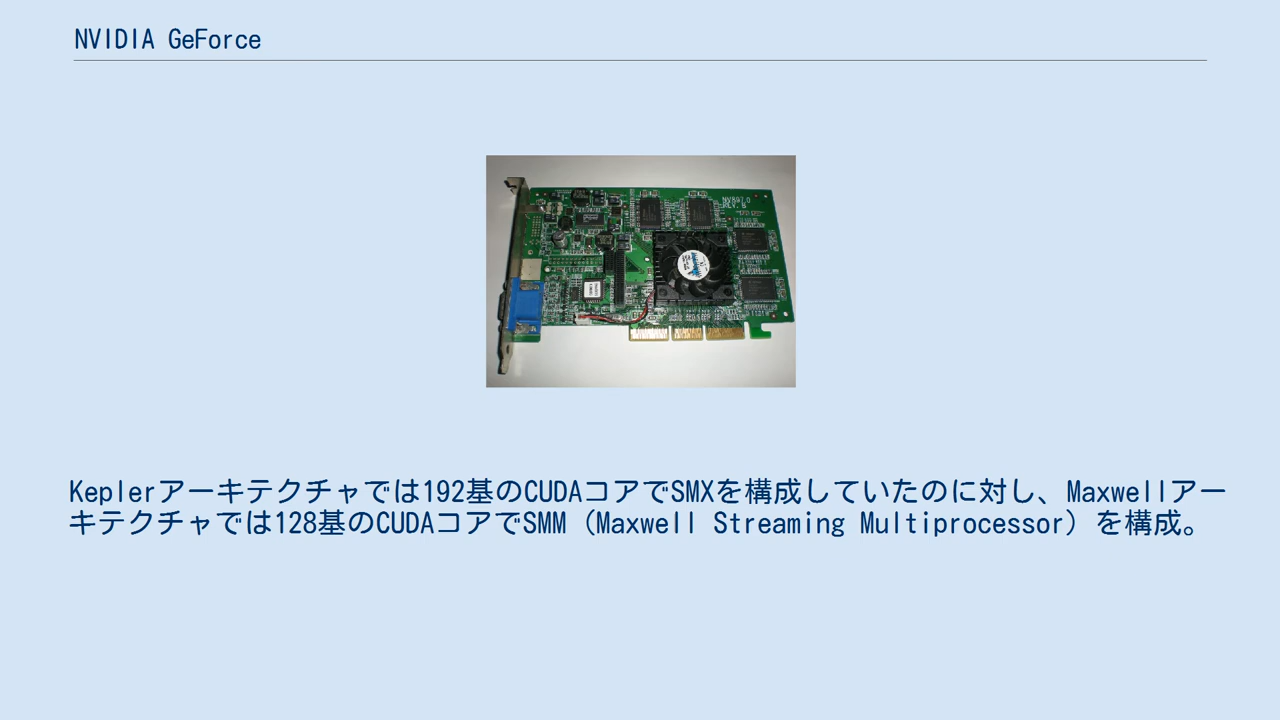 NVIDIA GeForce
NV897.0
REV. B
Keplerアーキテクチャでは192基のCUDAコアでSMXを構成していたのに対し、Maxwellアー
キテクチャでは128基のCUDAコアでSMM（Maxwell Streaming Multiprocessor）を構成。